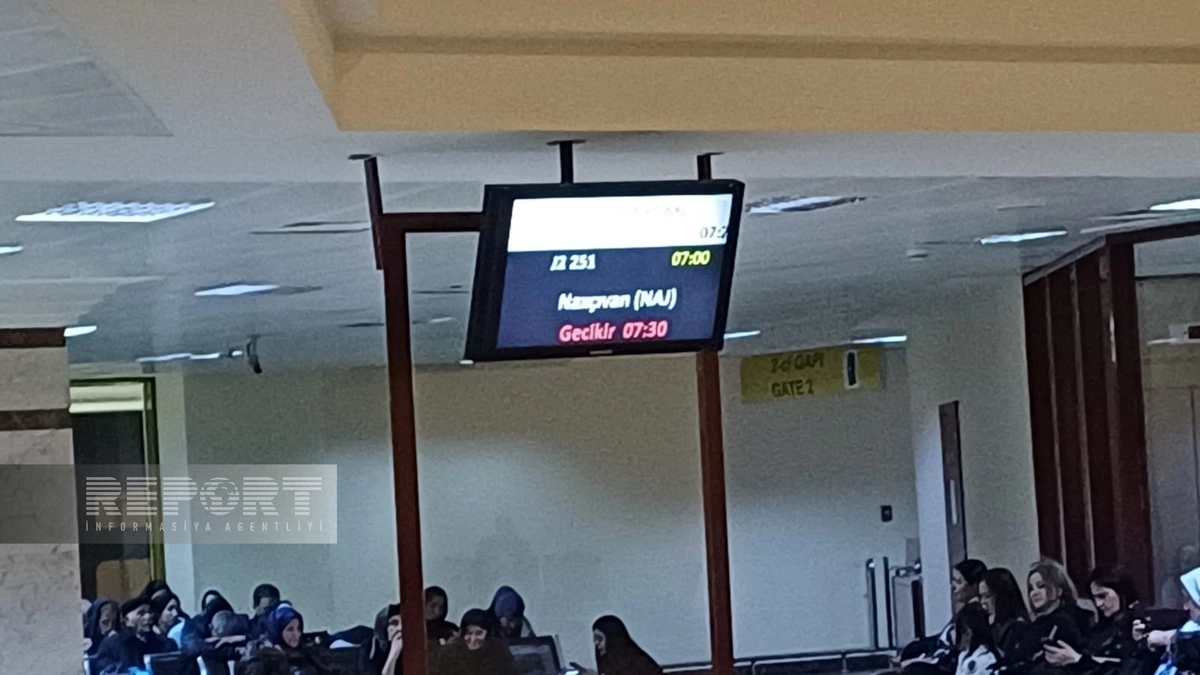 J2 251 07:00
Naxçıvan (NAJ)
Gecikir 07:30
2-ci QAPI
GATE 2
REPORT
İNFORMASİYA AGENTLİYİ